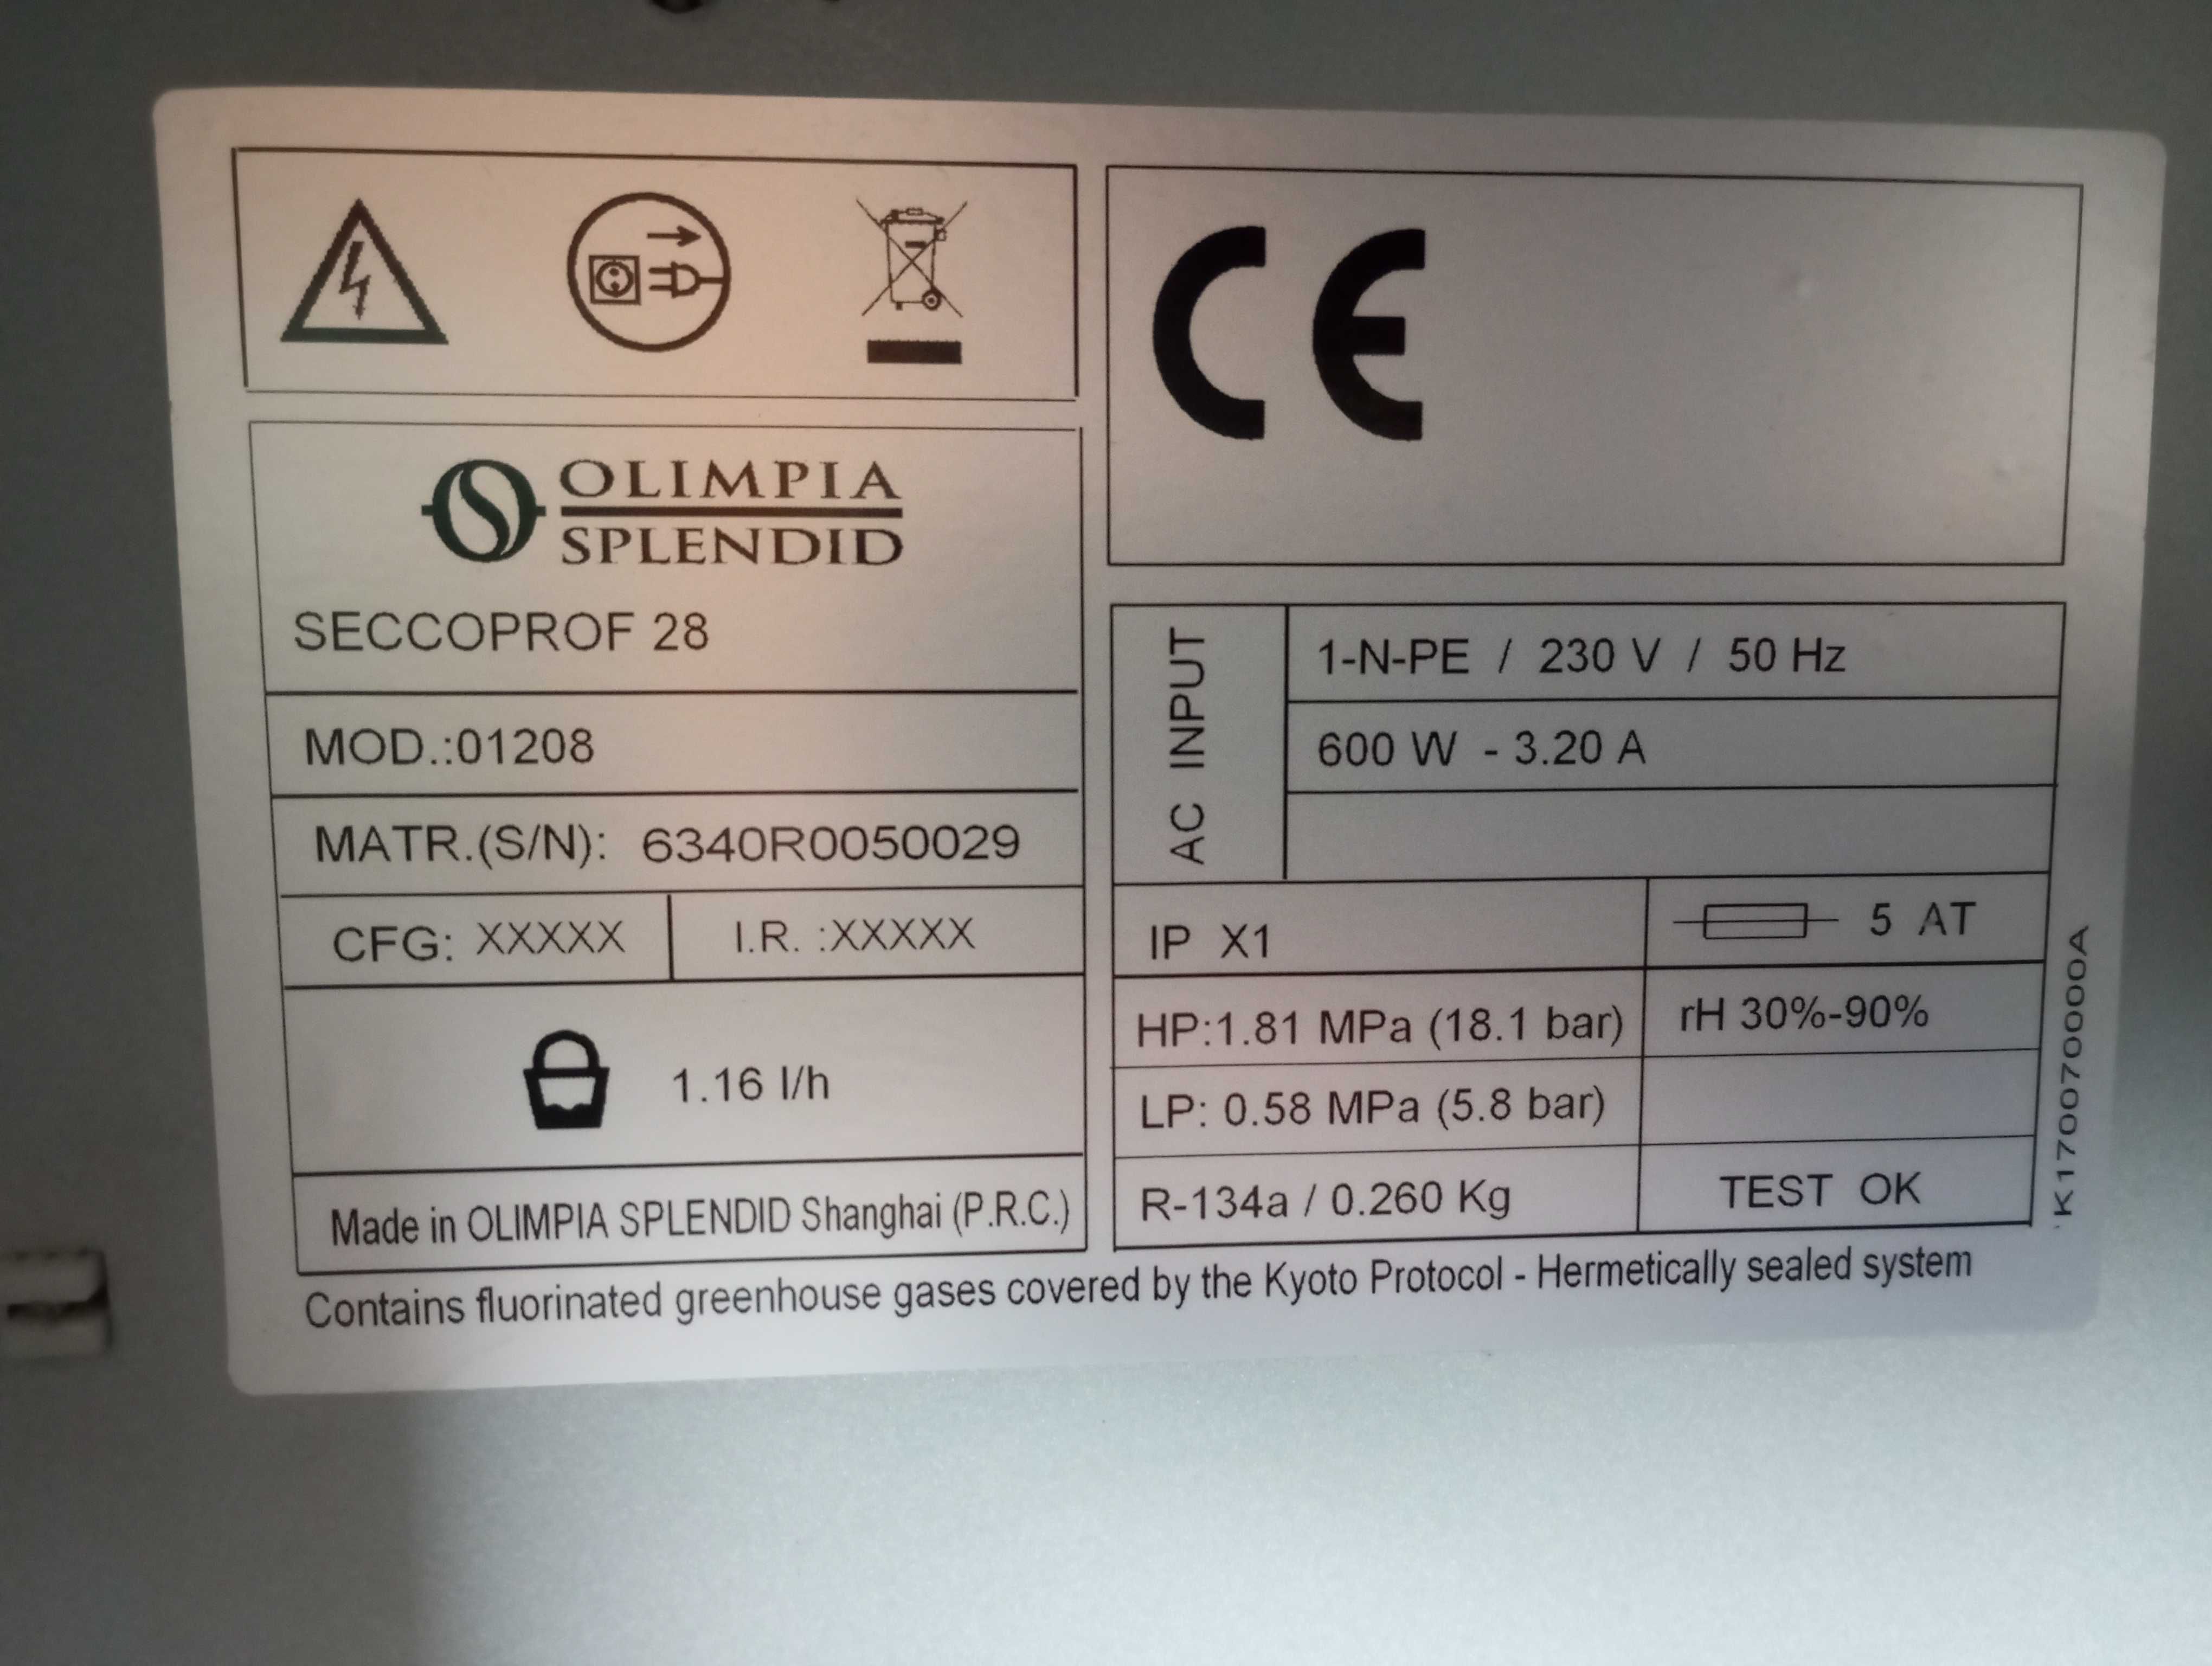 CE
OLIMPIA
SPLENDID
SECCOPROF 28
MOD.:01208
MATR.(S/N): 6340R0050029
CFG: XXXXX
I.R. :XXXXX
1.16 l/h
Made in OLIMPIA SPLENDID Shanghai (P.R.C.)
AC INPUT
1-N-PE / 230 V / 50 Hz
600 W - 3.20 A
IP X1
5 AT
HP:1.81 MPa (18.1 bar)
rH 30%-90%
LP: 0.58 MPa (5.8 bar)
R-134a / 0.260 Kg
TEST OK
K17007000A
Contains fluorinated greenhouse gases covered by the Kyoto Protocol - Hermetically sealed system